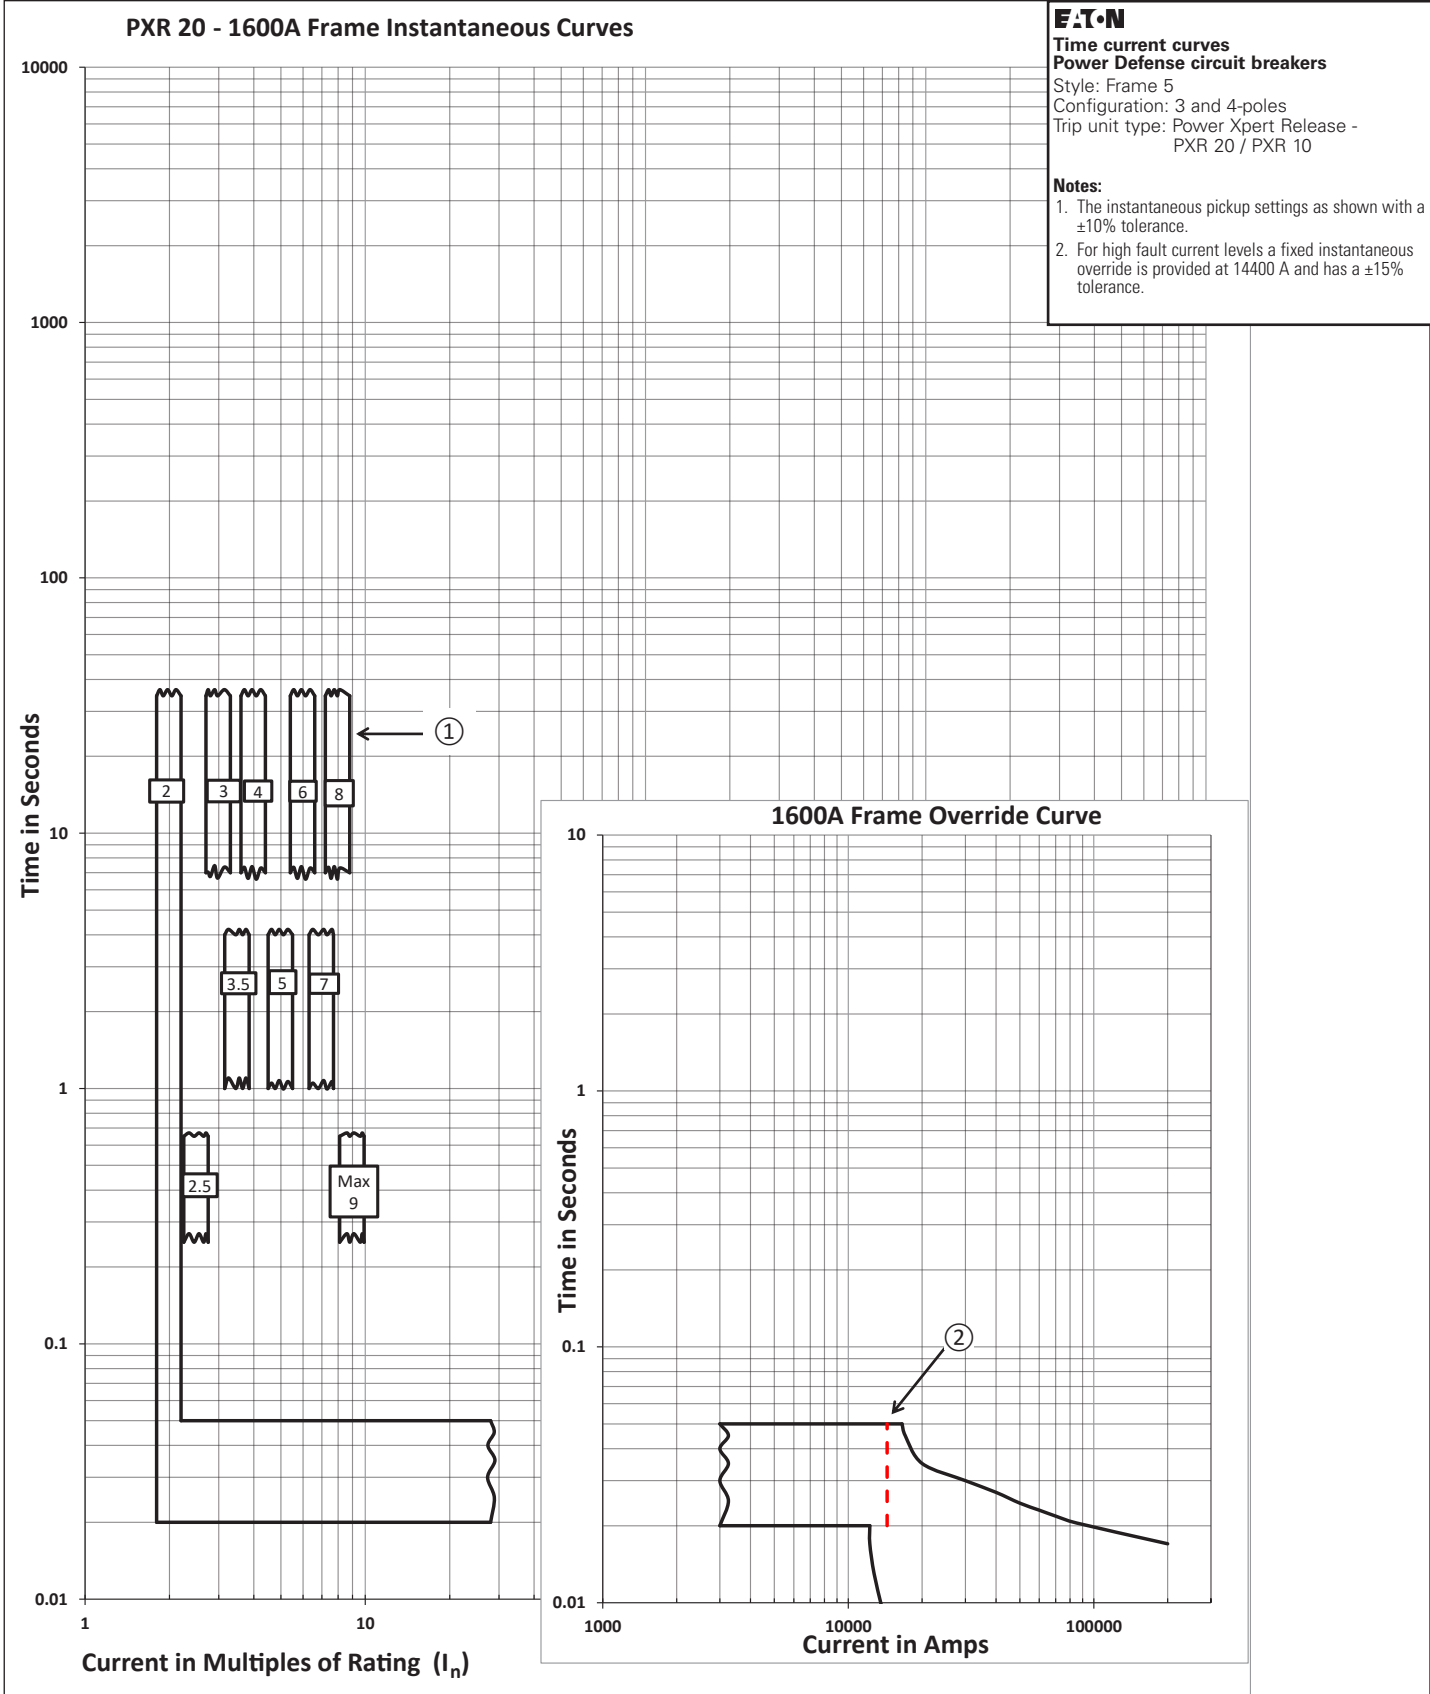 PXR 20 - 1600A Frame Instantaneous Curves
EATON
Time current curves
Power Defense circuit breakers
Style: Frame 5
Configuration: 3 and 4-poles
Trip unit type: Power Xpert Release -
PXR 20 / PXR 10
Notes:
1. The instantaneous pickup settings as shown with a
±10% tolerance.
2. For high fault current levels a fixed instantaneous
override is provided at 14400 A and has a ±15%
tolerance.
10000
1000
100
10
1
0.1
0.01
Time in Seconds
1
2
3
4
6
8
3.5
5
7
2.5
Max
9
1
10
Current in Multiples of Rating (In)
1600A Frame Override Curve
10
1
0.1
0.01
Time in Seconds
2
1000
10000
100000
Current in Amps